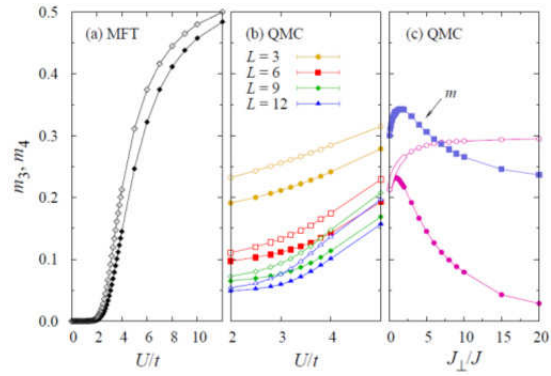 (a) MFT
(b) QMC
(c) QMC
L = 3
L = 6
L = 9
L = 12
m
m₃, m₄
0.5
0.4
0.3
0.2
0.1
0.0
0 2 4 6 8 10
2 3 4
0 5 10 15 20
U/t
U/t
J⊥/J